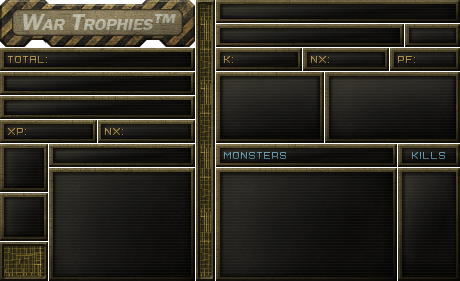 WAR TROPHIES™
TOTAL:
XP: NX:
K: NX: PF:
MONSTERS KILLS